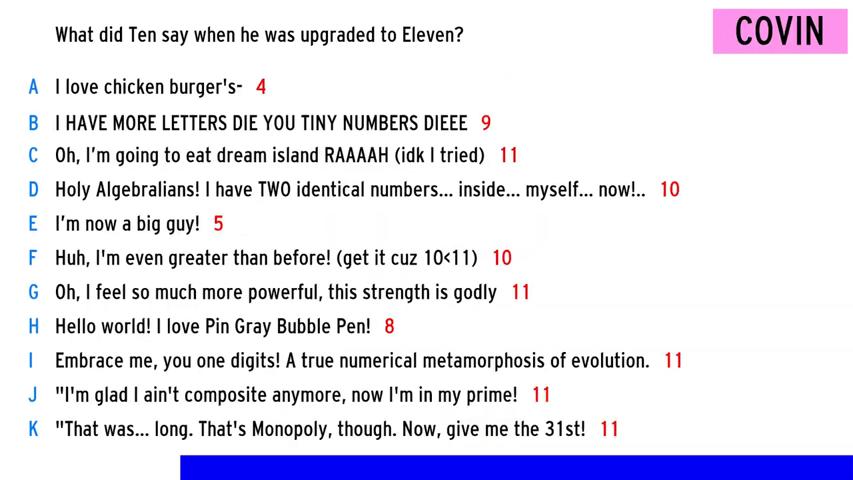 What did Ten say when he was upgraded to Eleven?
COVIN
A I love chicken burger's- 4
B I HAVE MORE LETTERS DIE YOU TINY NUMBERS DIEEE 9
C Oh, I'm going to eat dream island RAAAAH (idk I tried) 11
D Holy Algebralians! I have TWO identical numbers... inside... myself... now!.. 10
E I'm now a big guy! 5
F Huh, I'm even greater than before! (get it cuz 10<11) 10
G Oh, I feel so much more powerful, this strength is godly 11
H Hello world! I love Pin Gray Bubble Pen! 8
I Embrace me, you one digits! A true numerical metamorphosis of evolution. 11
J "I'm glad I ain't composite anymore, now I'm in my prime! 11
K "That was... long. That's Monopoly, though. Now, give me the 31st! 11